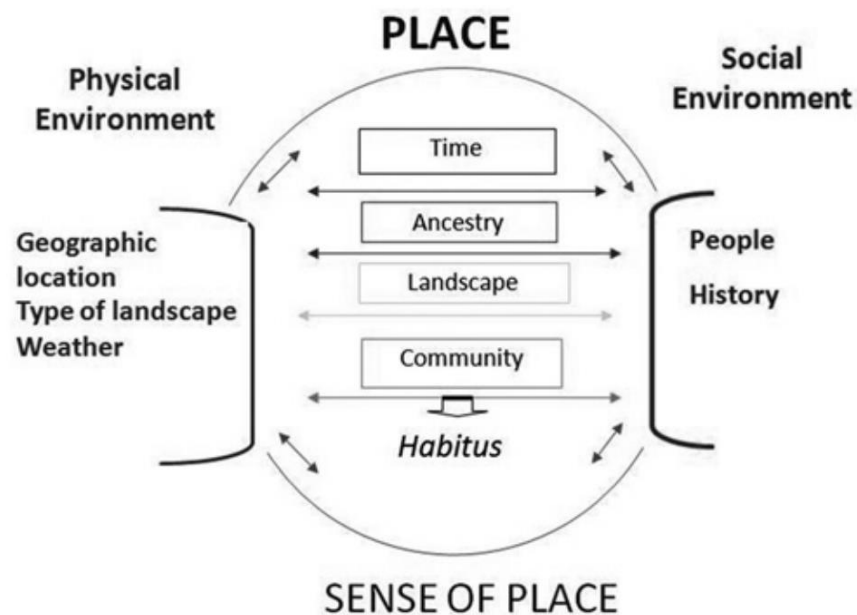 PLACE
Physical
Environment
Social
Environment
Time
Geographic
location
Type of landscape
Weather
Ancestry
Landscape
Community
Habitus
People
History
SENSE OF PLACE